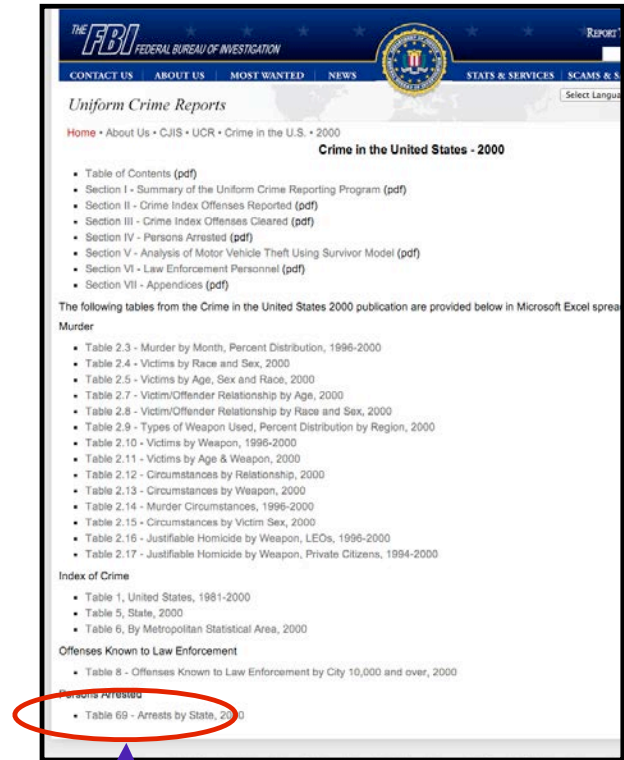 THE FBI FEDERAL BUREAU OF INVESTIGATION
REPORT
CONTACT US ABOUT US MOST WANTED NEWS STATS & SERVICES SCAMS & S
Select Langua
Uniform Crime Reports
Home • About Us • CJIS • UCR • Crime in the U.S. • 2000
Crime in the United States - 2000
• Table of Contents (pdf)
• Section I - Summary of the Uniform Crime Reporting Program (pdf)
• Section II - Crime Index Offenses Reported (pdf)
• Section III - Crime Index Offenses Cleared (pdf)
• Section IV - Persons Arrested (pdf)
• Section V - Analysis of Motor Vehicle Theft Using Survivor Model (pdf)
• Section VI - Law Enforcement Personnel (pdf)
• Section VII - Appendices (pdf)
The following tables from the Crime in the United States 2000 publication are provided below in Microsoft Excel sprea
Murder
• Table 2.3 - Murder by Month, Percent Distribution, 1996-2000
• Table 2.4 - Victims by Race and Sex, 2000
• Table 2.5 - Victims by Age, Sex and Race, 2000
• Table 2.7 - Victim/Offender Relationship by Age, 2000
• Table 2.8 - Victim/Offender Relationship by Race and Sex, 2000
• Table 2.9 - Types of Weapon Used, Percent Distribution by Region, 2000
• Table 2.10 - Victims by Weapon, 1996-2000
• Table 2.11 - Victims by Age & Weapon, 2000
• Table 2.12 - Circumstances by Relationship, 2000
• Table 2.13 - Circumstances by Weapon, 2000
• Table 2.14 - Murder Circumstances, 1996-2000
• Table 2.15 - Circumstances by Victim Sex, 2000
• Table 2.16 - Justifiable Homicide by Weapon, LEOs, 1996-2000
• Table 2.17 - Justifiable Homicide by Weapon, Private Citizens, 1994-2000
Index of Crime
• Table 1, United States, 1981-2000
• Table 5, State, 2000
• Table 6, By Metropolitan Statistical Area, 2000
Offenses Known to Law Enforcement
• Table 8 - Offenses Known to Law Enforcement by City 10,000 and over, 2000
Persons Arrested
• Table 69 - Arrests by State, 2000